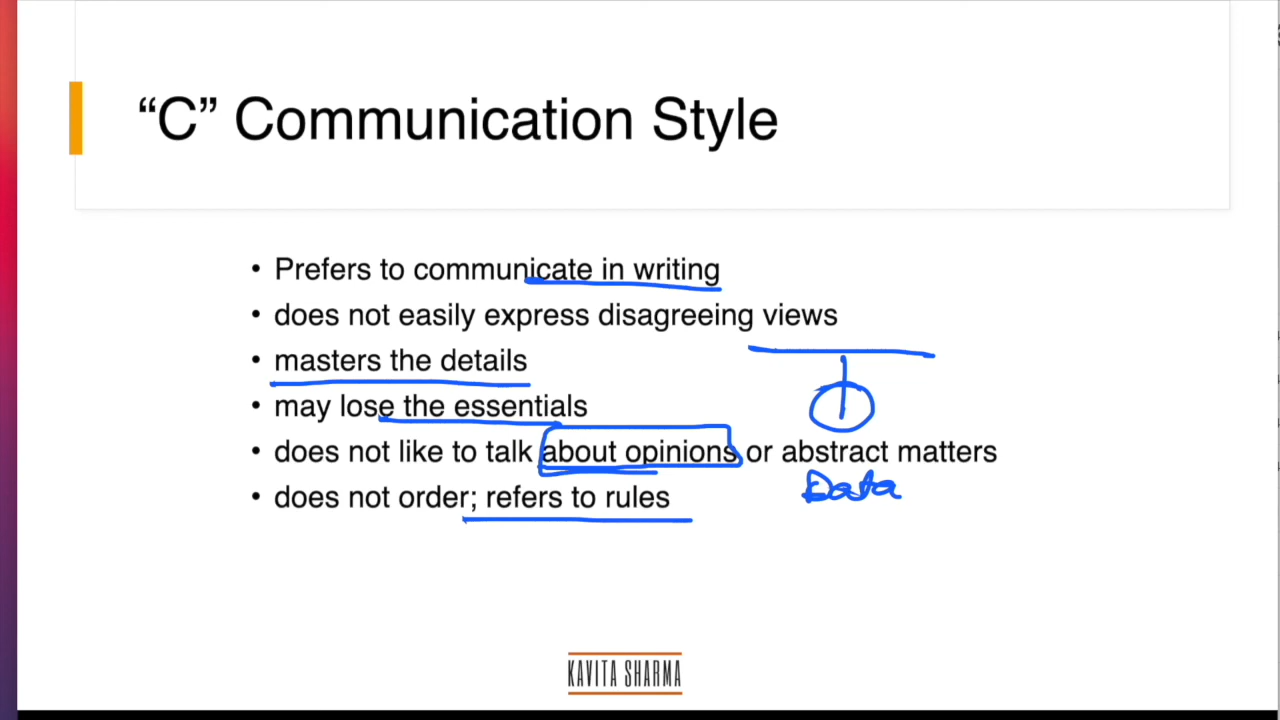 “C” Communication Style
• Prefers to communicate in writing
• does not easily express disagreeing views
• masters the details
• may lose the essentials
• does not like to talk about opinions or abstract matters
Data
• does not order; refers to rules
KAVITA SHARMA